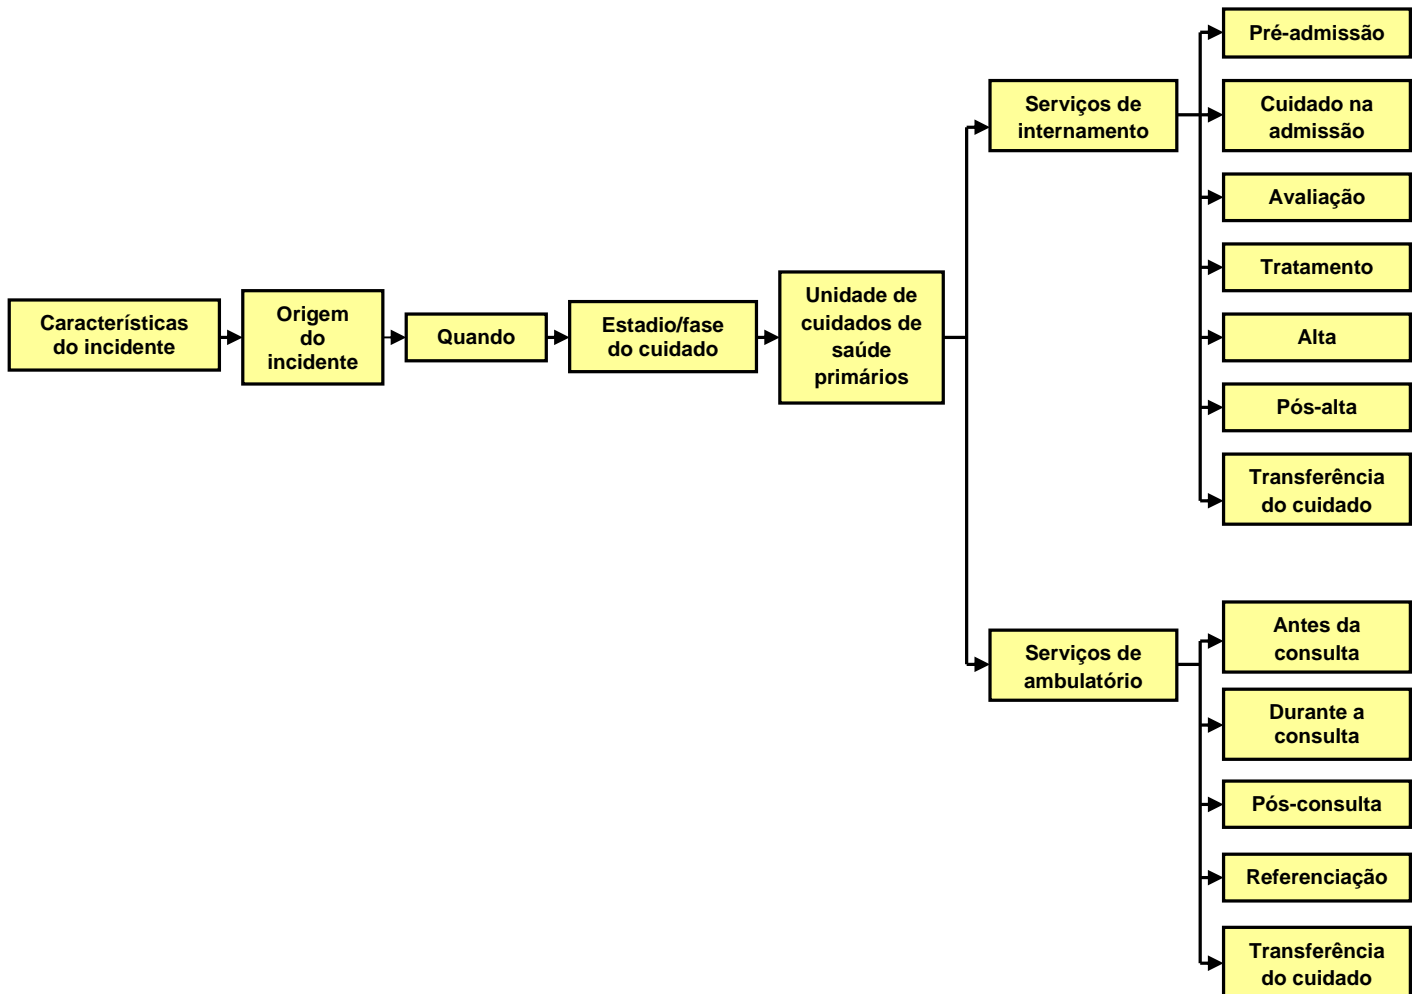 Características
do incidente
Origem
do
incidente
Quando
Estadio/fase
do cuidado
Unidade de
cuidados de
saúde
primários
Serviços de
internamento
Pré-admissão
Cuidado na
admissão
Avaliação
Tratamento
Alta
Pós-alta
Transferência
do cuidado
Serviços de
ambulatório
Antes da
consulta
Durante a
consulta
Pós-consulta
Referenciação
Transferência
do cuidado